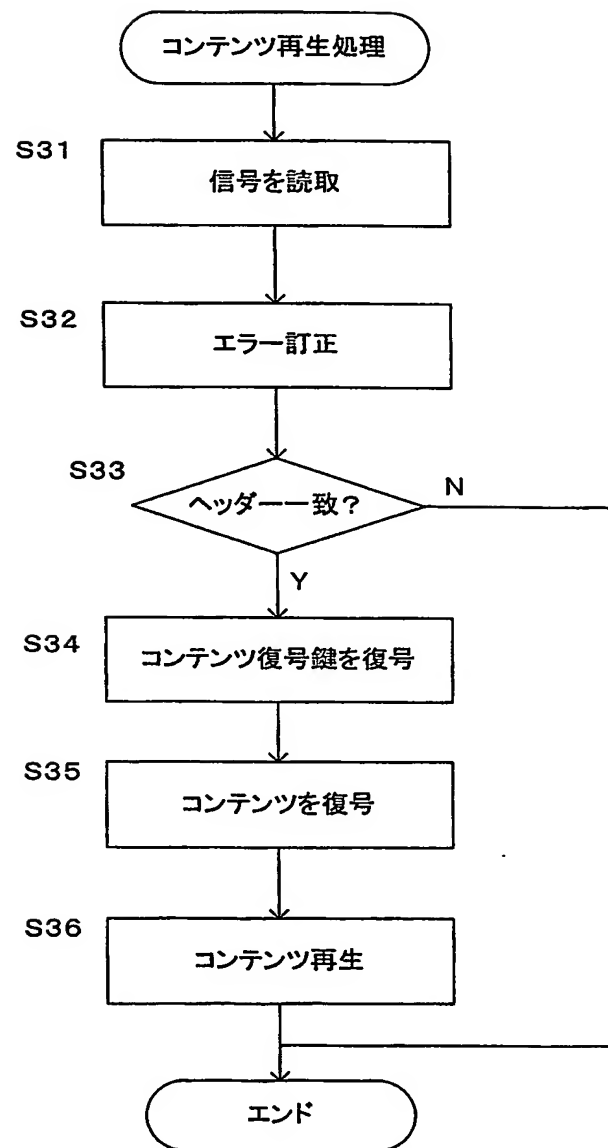 コンテンツ再生処理
S31
信号を読取
S32
エラー訂正
S33
ヘッダー一致?
N
Y
S34
コンテンツ復号鍵を復号
S35
コンテンツを復号
S36
コンテンツ再生
エンド